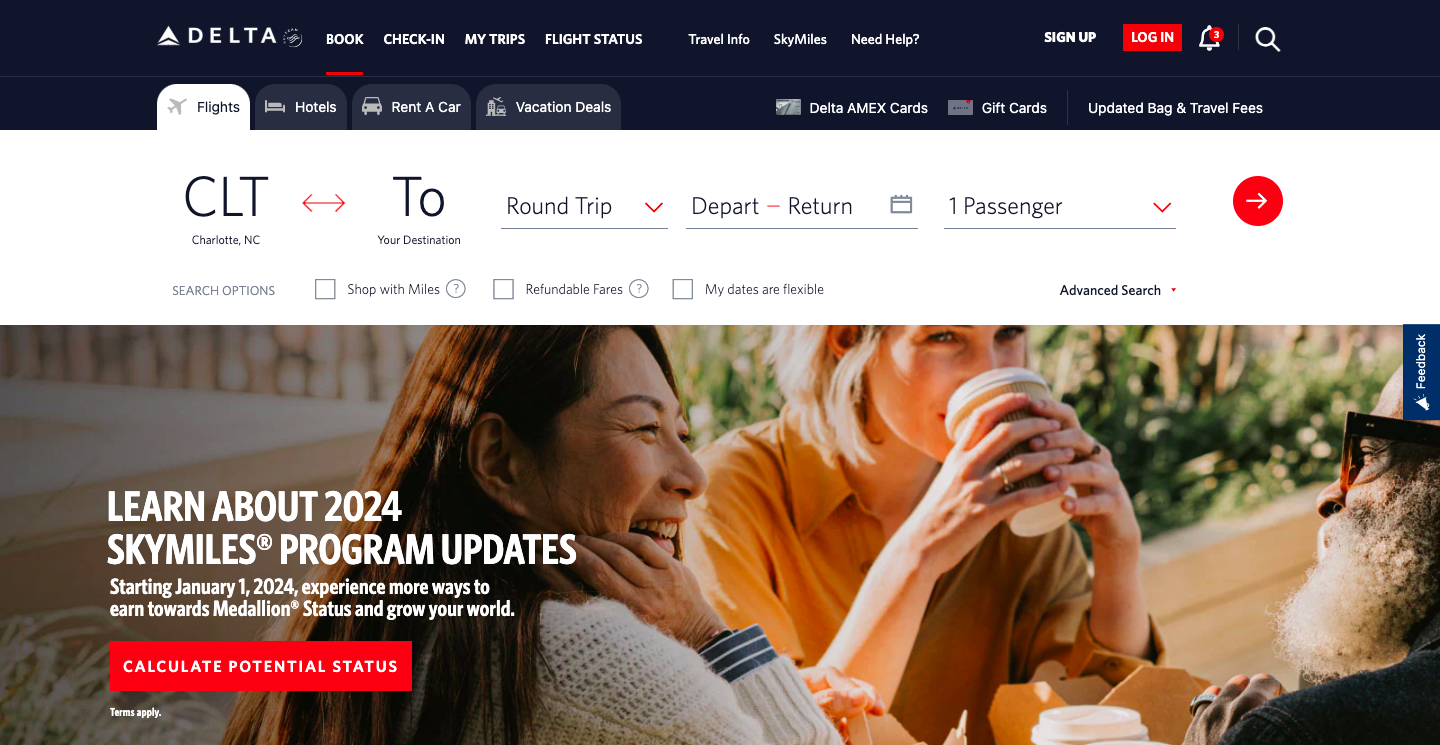 DELTA
BOOK CHECK-IN MY TRIPS FLIGHT STATUS Travel Info SkyMiles Need Help? SIGN UP LOG IN 3
Flights Hotels Rent A Car Vacation Deals Delta AMEX Cards Gift Cards Updated Bag & Travel Fees
CLT To Round Trip Depart – Return 1 Passenger
Charlotte, NC Your Destination
SEARCH OPTIONS Shop with Miles ? Refundable Fares ? My dates are flexible Advanced Search
Feedback
LEARN ABOUT 2024
SKYMILES® PROGRAM UPDATES
Starting January 1, 2024, experience more ways to
earn towards Medallion® Status and grow your world.
CALCULATE POTENTIAL STATUS
Terms apply.